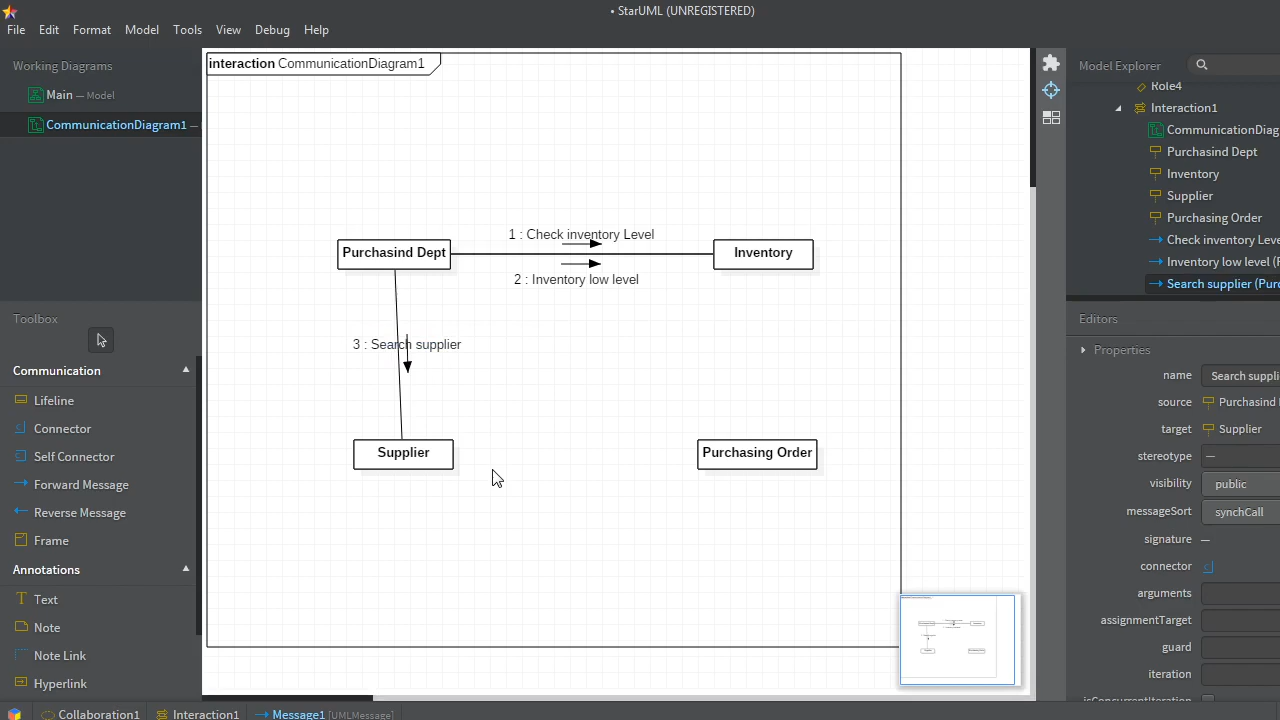 • StarUML (UNREGISTERED)
File Edit Format Model Tools View Debug Help
Working Diagrams
Main — Model
CommunicationDiagram1 —
Toolbox
Communication
Lifeline
Connector
Self Connector
Forward Message
Reverse Message
Frame
Annotations
Text
Note
Note Link
Hyperlink
interaction CommunicationDiagram1
1 : Check inventory Level
Purchasind Dept
Inventory
2 : Inventory low level
3 : Search supplier
Supplier
Purchasing Order
Model Explorer
Role4
Interaction1
CommunicationDiag
Purchasind Dept
Inventory
Supplier
Purchasing Order
Check inventory Leve
Inventory low level (P
Search supplier (Purc
Editors
Properties
name Search suppli
source Purchasind
target Supplier
stereotype —
visibility public
messageSort synchCall
signature —
connector
arguments
assignmentTarget
guard
iteration
isConcurrentIteration
Collaboration1 Interaction1 Message1 [UMLMessage]